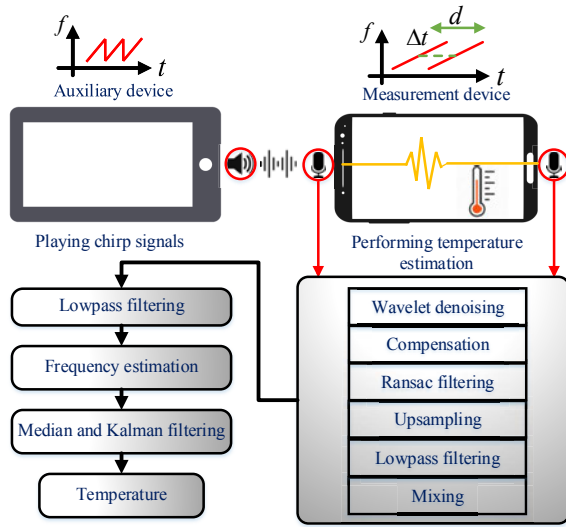 f
t
Auxiliary device
f
Δt
d
t
Measurement device
Playing chirp signals
Performing temperature
estimation
Lowpass filtering
Frequency estimation
Median and Kalman filtering
Temperature
Wavelet denoising
Compensation
Ransac filtering
Upsampling
Lowpass filtering
Mixing